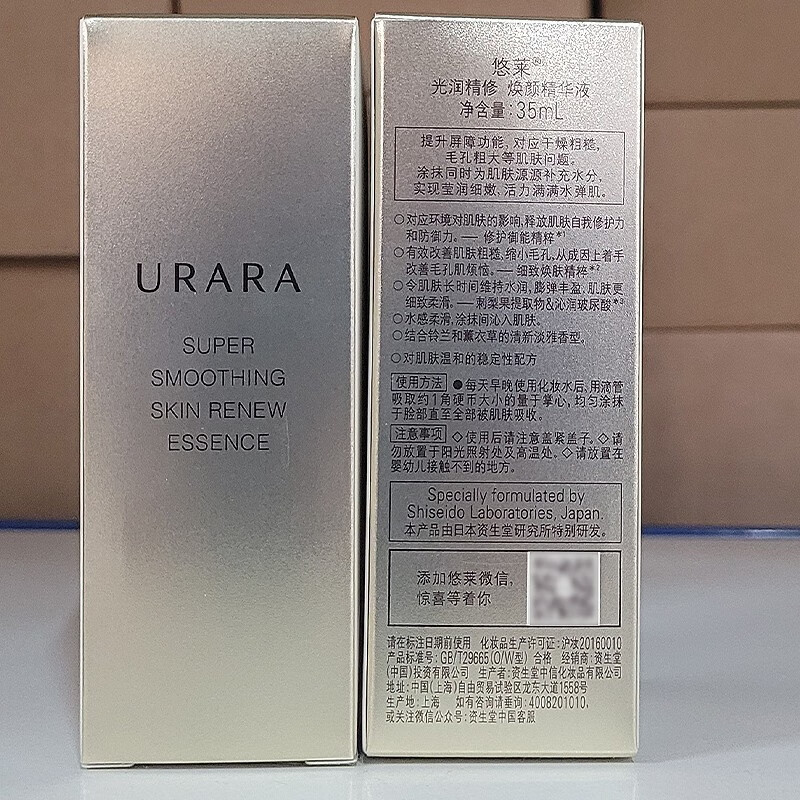 URARA
SUPER
SMOOTHING
SKIN RENEW
ESSENCE
悠莱®
光润精修 焕颜精华液
净含量:35mL
提升屏障功能,对应干燥粗糙,
毛孔粗大等肌肤问题。
涂抹同时为肌肤源源补充水分,
实现莹润细嫩、活力满满水弹肌。
○对应环境对肌肤的影响,释放肌肤自我修护力
和防御力。— 修护御能精粹*1
○有效改善肌肤粗糙,缩小毛孔,从成因上着手
改善毛孔肌烦恼。— 细致焕肤精粹*2
○令肌肤长时间维持水润,膨弹丰盈,肌肤更
细致柔滑。— 刺梨果提取物&沁润玻尿酸*3
○水感柔滑,涂抹间沁入肌肤。
○结合铃兰和薰衣草的清新淡雅香型。
○对肌肤温和的稳定性配方
使用方法 ●每天早晚使用化妆水后,用滴管
吸取约1角硬币大小的量于掌心,均匀涂抹
于脸部直至全部被肌肤吸收。
注意事项 ◇使用后请注意盖紧盖子。◇请
勿放置于阳光照射处及高温处。◇请放置在
婴幼儿接触不到的地方。
Specially formulated by
Shiseido Laboratories, Japan.
本产品由日本资生堂研究所特别研发。
添加悠莱微信,
惊喜等着你
请在标注日期前使用 化妆品生产许可证:沪妆20160010
产品标准号:GB/T29665(O/W型) 合格 经销商:资生堂
(中国)投资有限公司 生产者:资生堂中信化妆品有限公司
地址:中国(上海)自由贸易试验区龙东大道1558号
生产地:上海 如有咨询请垂询:4008201010,
或关注微信公众号:资生堂中国客服